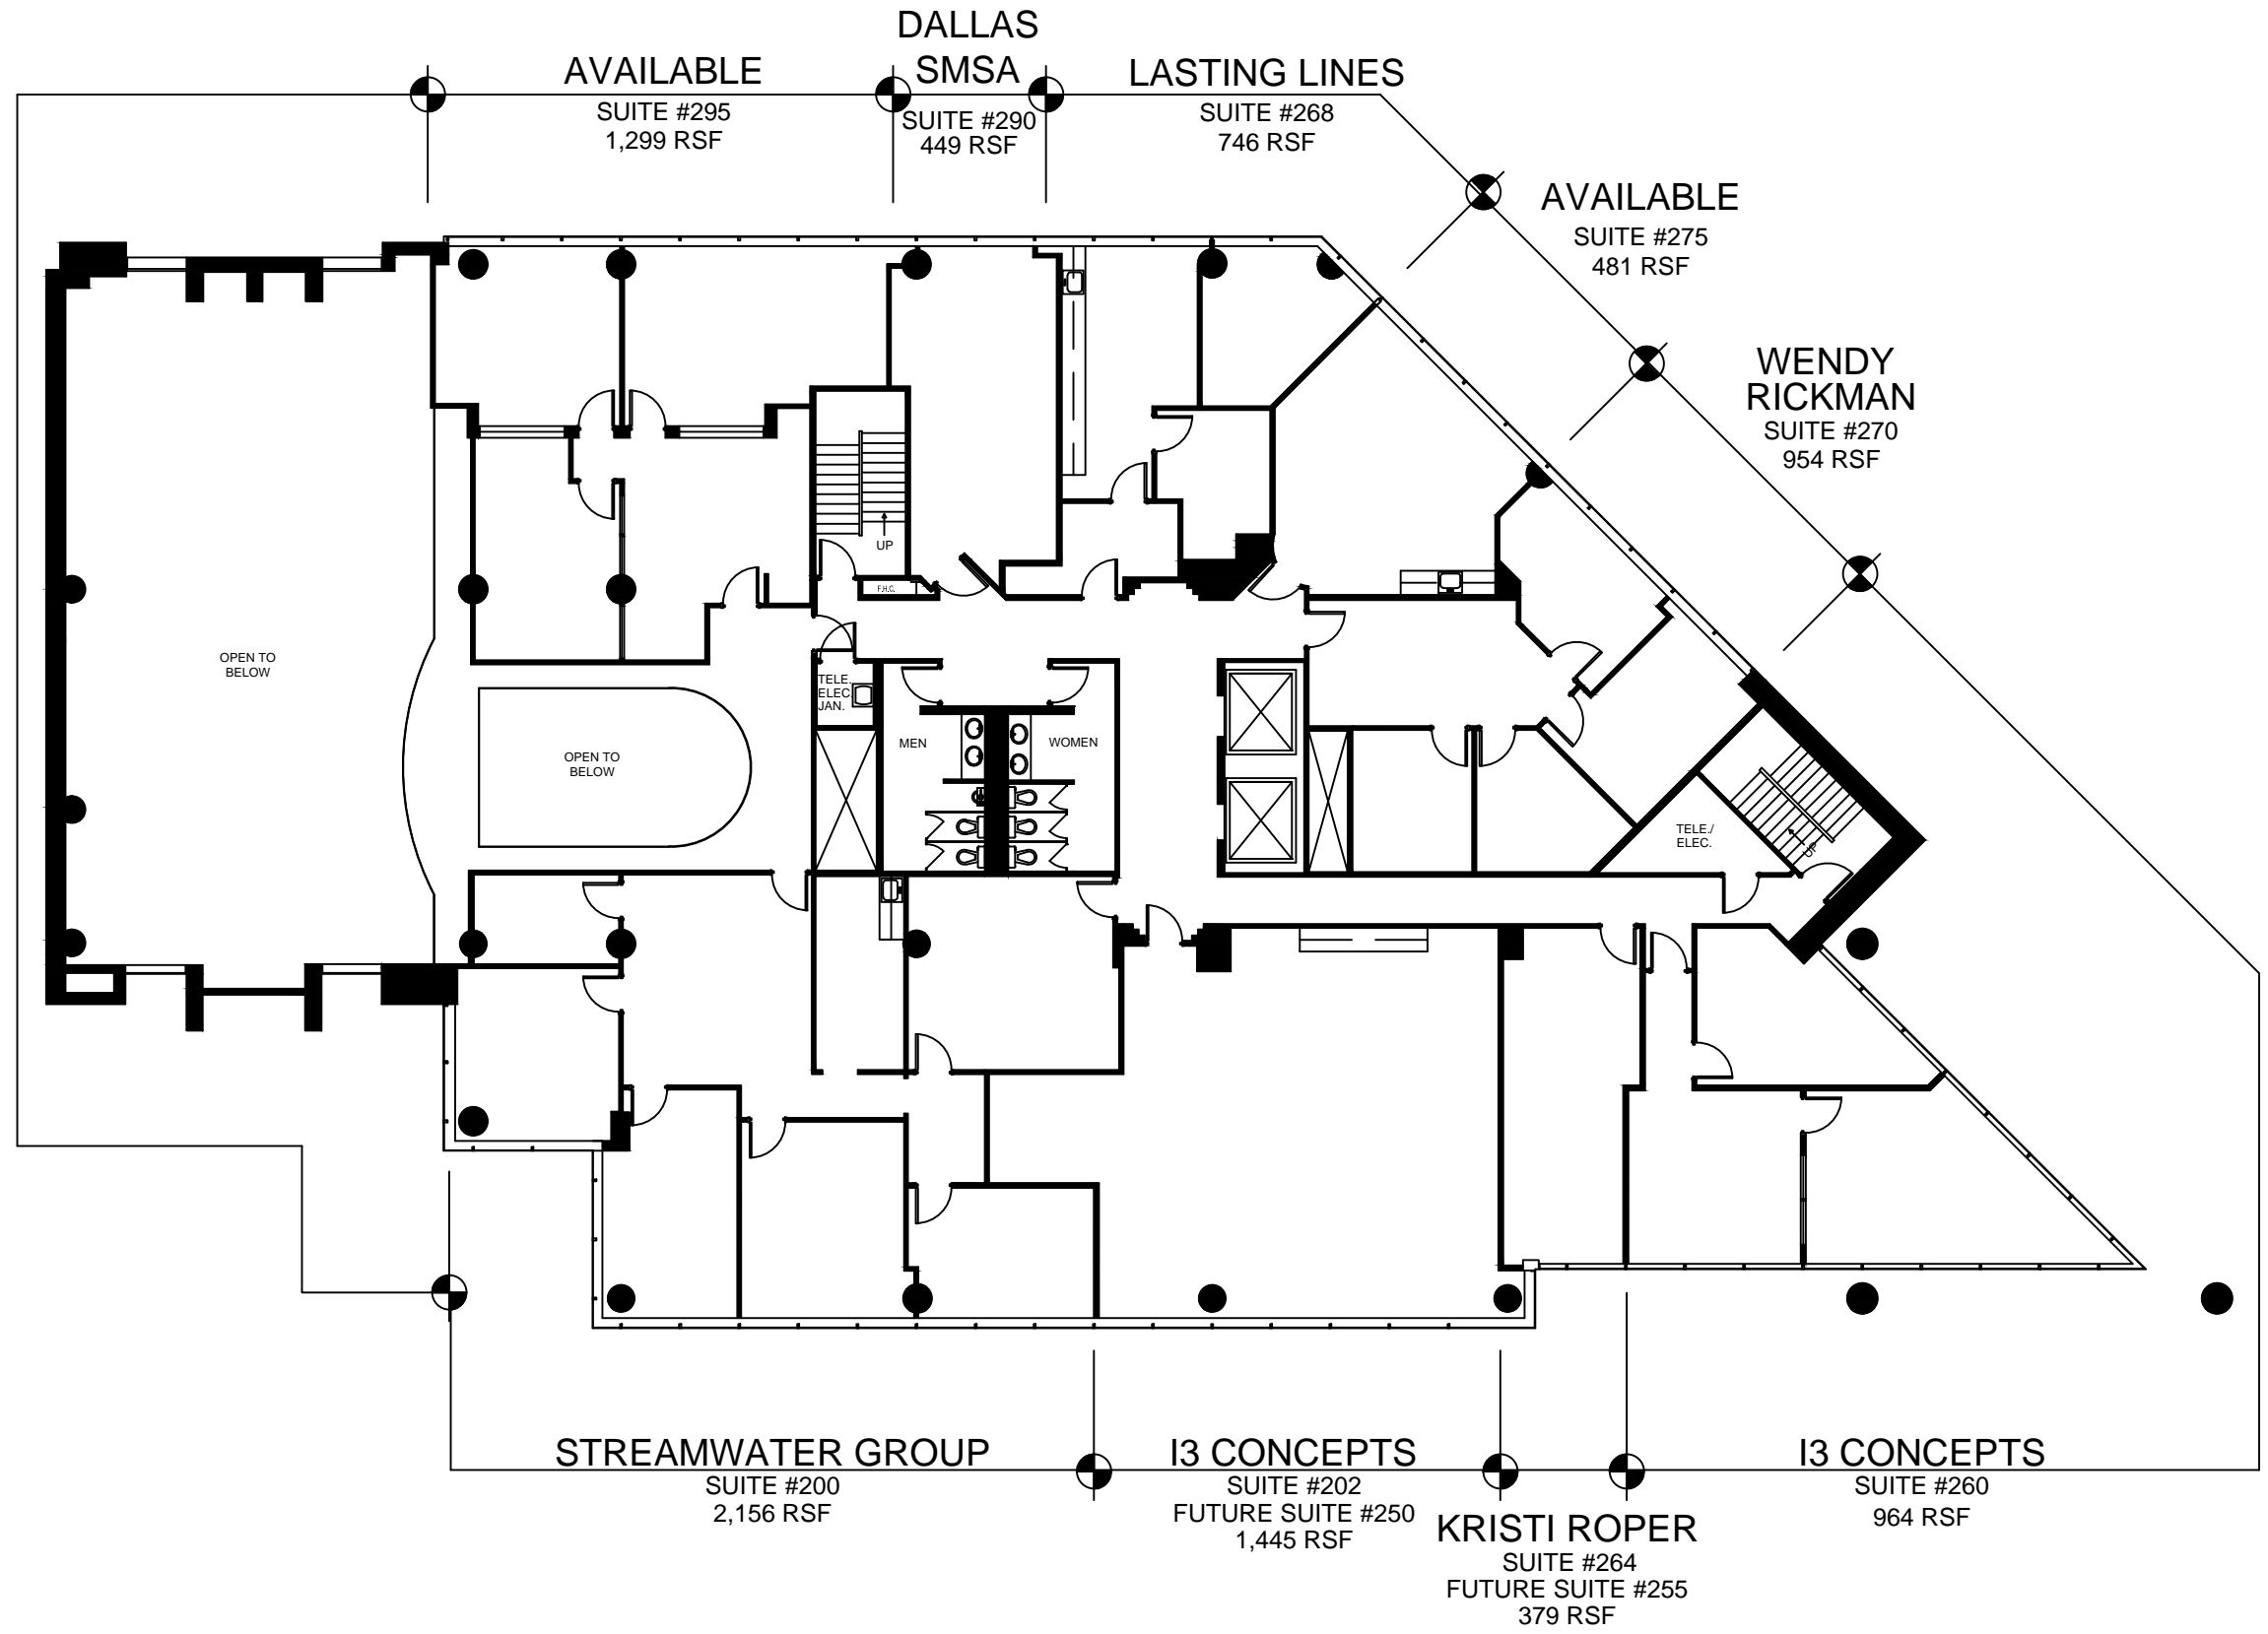 DALLAS
SMSA
SUITE #290
449 RSF
AVAILABLE
SUITE #295
1,299 RSF
LASTING LINES
SUITE #268
746 RSF
AVAILABLE
SUITE #275
481 RSF
WENDY
RICKMAN
SUITE #270
954 RSF
UP
F.H.C.
OPEN TO
BELOW
TELE.
ELEC.
JAN.
MEN
WOMEN
OPEN TO
BELOW
TELE./
ELEC.
UP
STREAMWATER GROUP
SUITE #200
2,156 RSF
I3 CONCEPTS
SUITE #202
FUTURE SUITE #250
1,445 RSF
KRISTI ROPER
SUITE #264
FUTURE SUITE #255
379 RSF
I3 CONCEPTS
SUITE #260
964 RSF